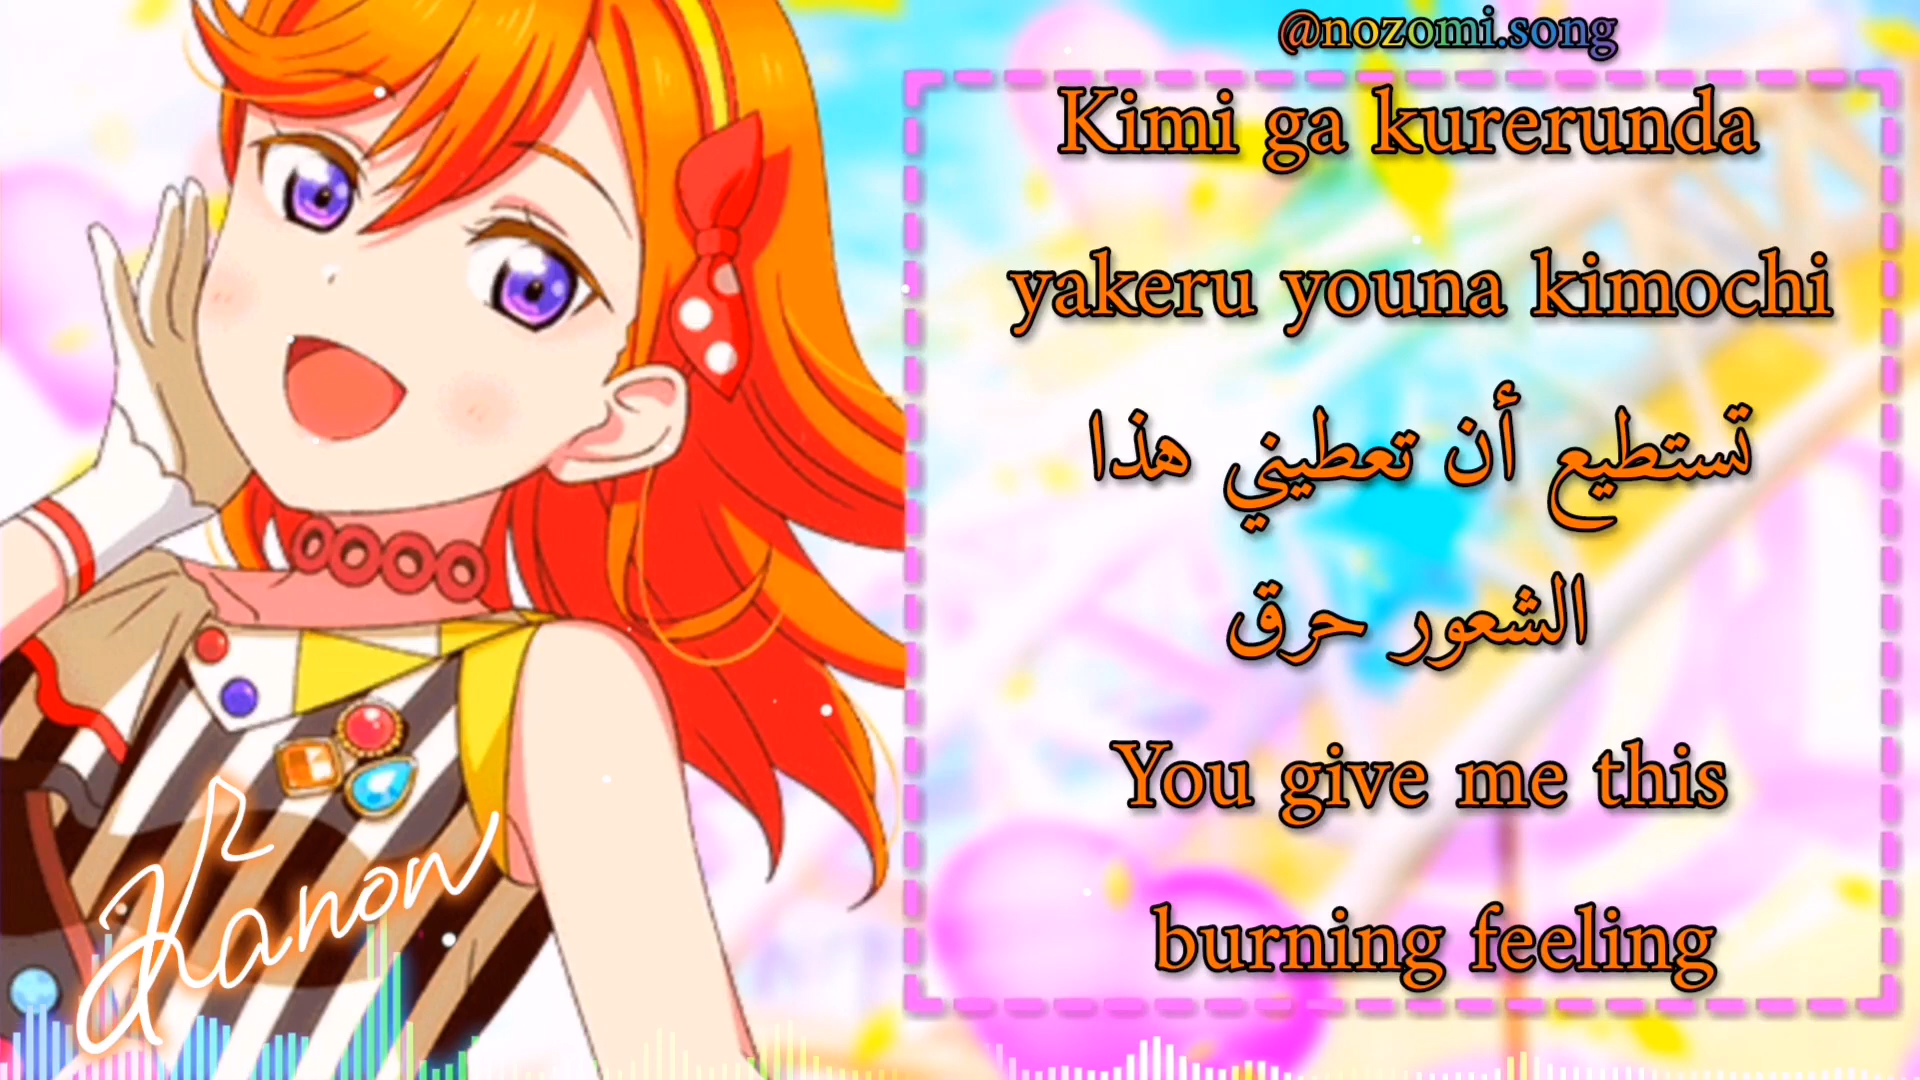 @nozomi.song
Kimi ga kurerunda
yakeru youna kimochi
تستطيع أن تعطيني هذا
الشعور حرق
You give me this
burning feeling
Kanon